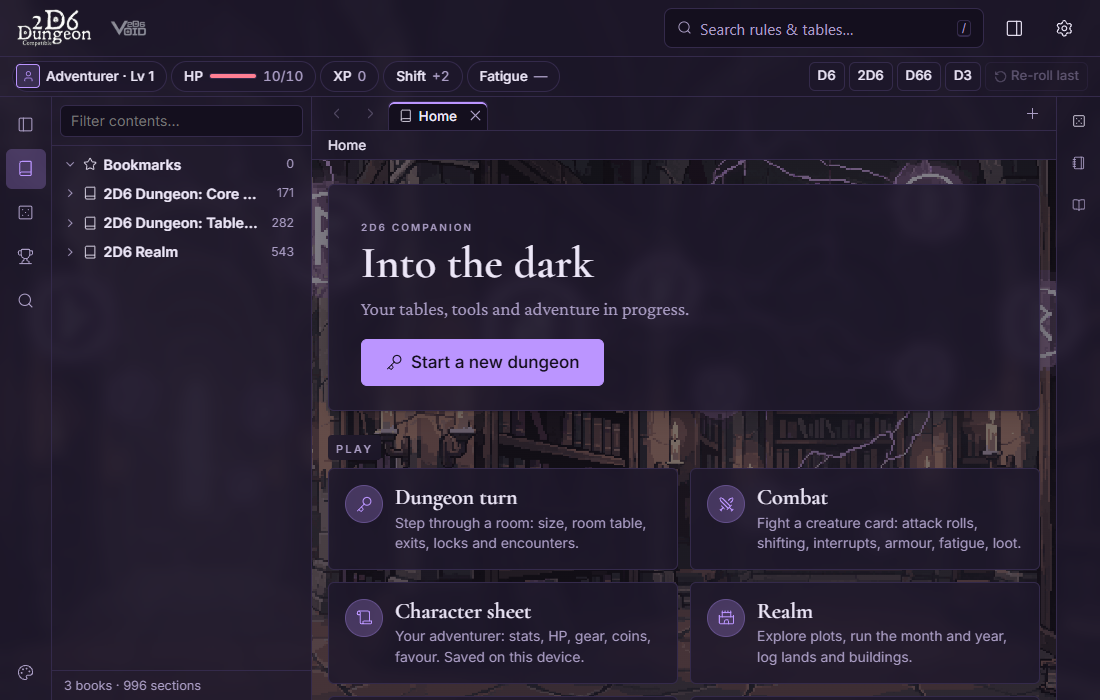 2D6
Dungeon
Compatible
2D6
VOID
Search rules & tables...
/
Adventurer · Lv 1
HP
10/10
XP 0
Shift +2
Fatigue —
D6
2D6
D66
D3
Re-roll last
Filter contents...
Home
Home
Bookmarks 0
2D6 Dungeon: Core ... 171
2D6 Dungeon: Table... 282
2D6 Realm 543
2D6 COMPANION
Into the dark
Your tables, tools and adventure in progress.
Start a new dungeon
PLAY
Dungeon turn
Step through a room: size, room table,
exits, locks and encounters.
Combat
Fight a creature card: attack rolls,
shifting, interrupts, armour, fatigue, loot.
Character sheet
Your adventurer: stats, HP, gear, coins,
favour. Saved on this device.
Realm
Explore plots, run the month and year,
log lands and buildings.
3 books · 996 sections